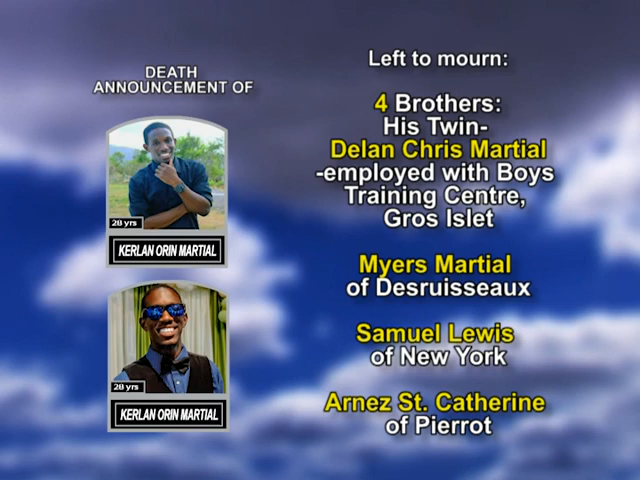 DEATH
ANNOUNCEMENT OF
28 yrs
KERLAN ORIN MARTIAL
28 yrs
KERLAN ORIN MARTIAL
Left to mourn:
4 Brothers:
His Twin-
Delan Chris Martial
-employed with Boys
Training Centre,
Gros Islet
Myers Martial
of Desruisseaux
Samuel Lewis
of New York
Arnez St. Catherine
of Pierrot